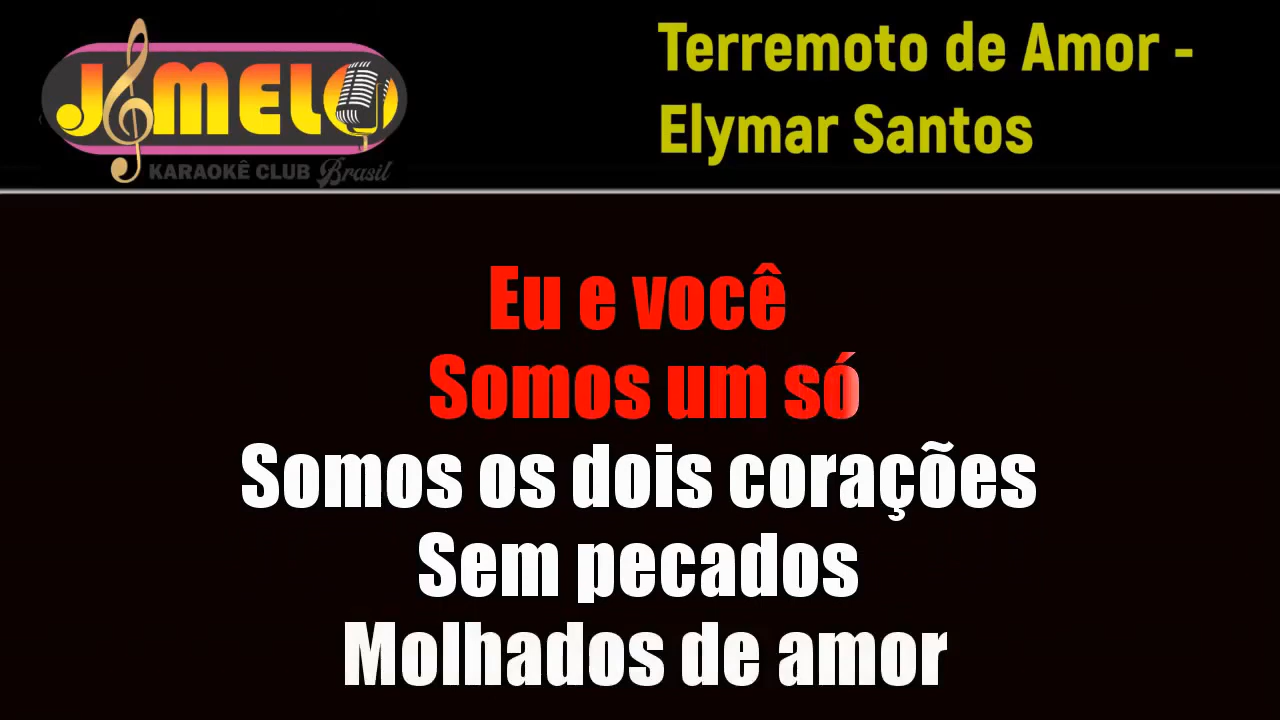 J MELO
KARAOKÊ CLUB Brasil
Terremoto de Amor -
Elymar Santos
Eu e você
Somos um só
Somos os dois corações
Sem pecados
Molhados de amor